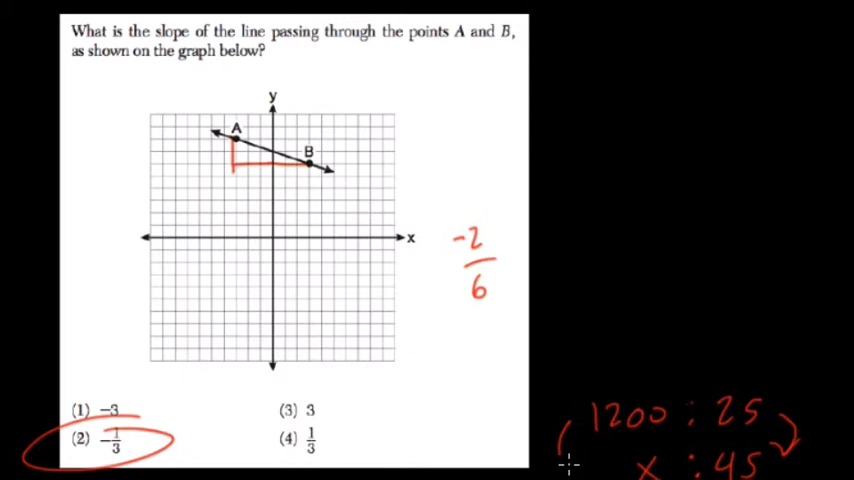 What is the slope of the line passing through the points A and B,
as shown on the graph below?
y
A
B
x
-2
6
(1) -3
(3) 3
(2) -1/3
(4) 1/3
1200 : 25
x : 45